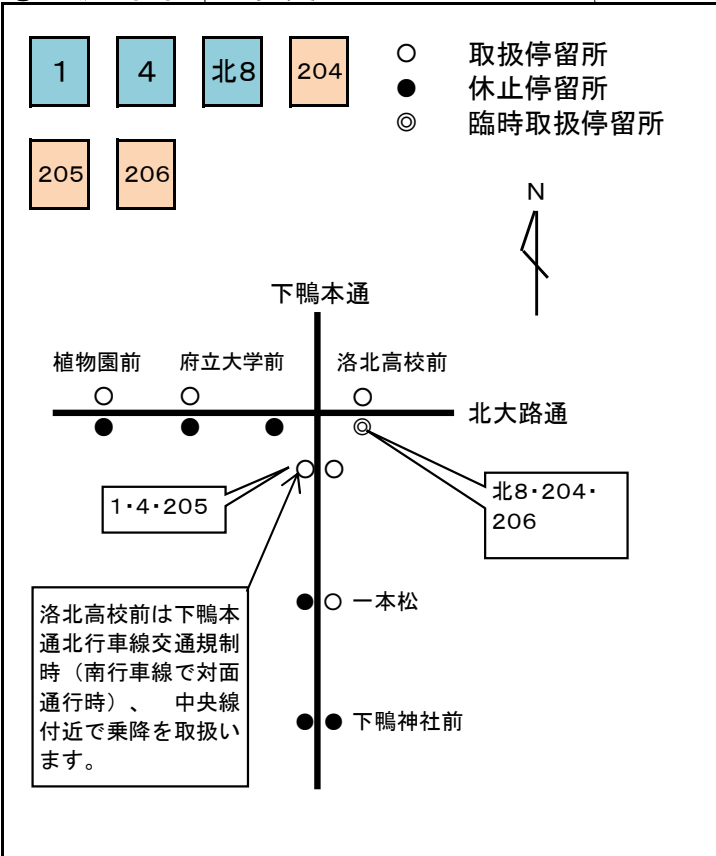 1 4 北8 204
205 206
○ 取扱停留所
● 休止停留所
◎ 臨時取扱停留所
N
下鴨本通
植物園前 府立大学前 洛北高校前
北大路通
1・4・205
北8・204・
206
洛北高校前は下鴨本
通北行車線交通規制
時（南行車線で対面
通行時）、 中央線
付近で乗降を取扱い
ます。
一本松
下鴨神社前